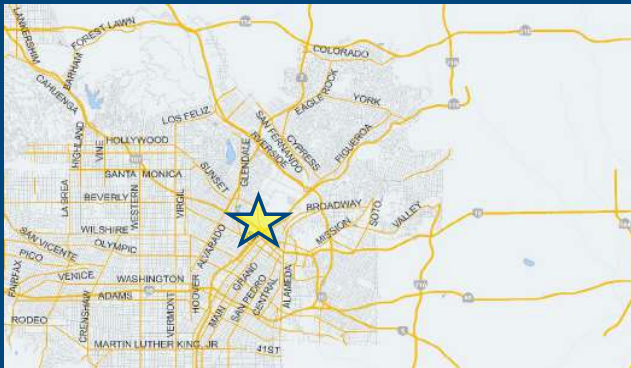 LANKERSHIM
FOREST LAWN
BARHAM
CAHUENGA
COLORADO
EAGLE ROCK
YORK
LOS FELIZ
SAN FERNANDO
RIVERSIDE
CYPRESS
FIGUEROA
HIGHLAND
VINE
HOLLYWOOD
GLENDALE
SANTA MONICA
SUNSET
LA BREA
BEVERLY
WESTERN
VIRGIL
BROADWAY
SOTO
VALLEY
MISSION
WILSHIRE
SAN VICENTE
OLYMPIC
ALVARADO
PICO
FAIRFAX
VENICE
WASHINGTON
HOOVER
GRAND
SAN PEDRO
CENTRAL
ALAMEDA
ADAMS
MAIN
RODEO
CRENSHAW
VERMONT
MARTIN LUTHER KING, JR
41ST